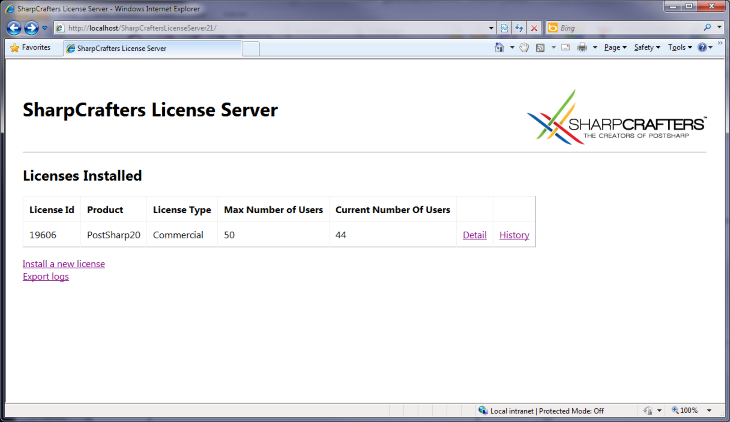 SharpCrafters License Server - Windows Internet Explorer
http://localhost/SharpCraftersLicenseServer21/
Bing
Favorites
SharpCrafters License Server
Page
Safety
Tools
SharpCrafters License Server
SHARPCRAFTERS™
THE CREATORS OF POSTSHARP
Licenses Installed
License Id Product License Type Max Number of Users Current Number Of Users
19606 PostSharp20 Commercial 50 44 Detail History
Install a new license
Export logs
Local intranet | Protected Mode: Off
100%